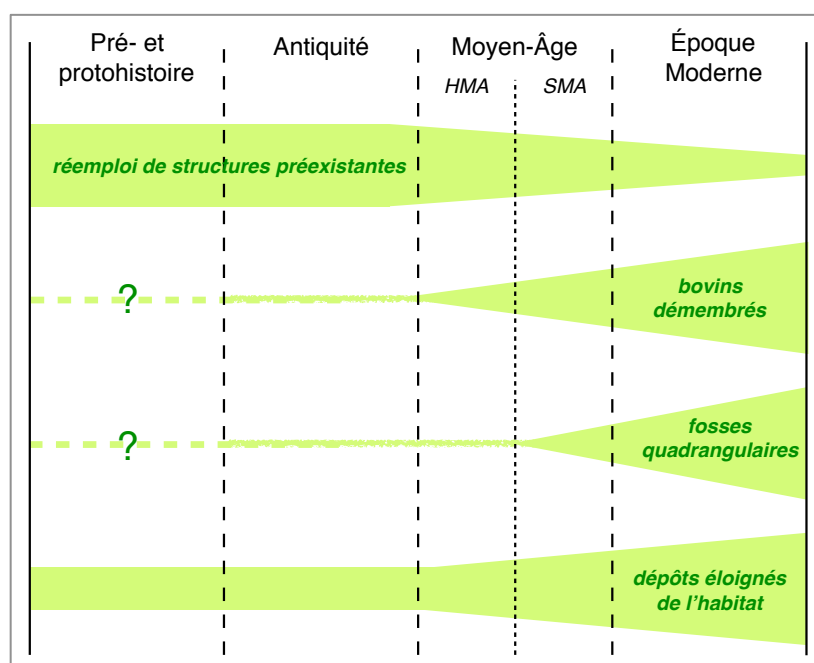 Pré- et
protohistoire
Antiquité
Moyen-Âge
HMA
SMA
Époque
Moderne
réemploi de structures préexistantes
?
bovins
démembrés
?
fosses
quadrangulaires
dépôts éloignés
de l'habitat